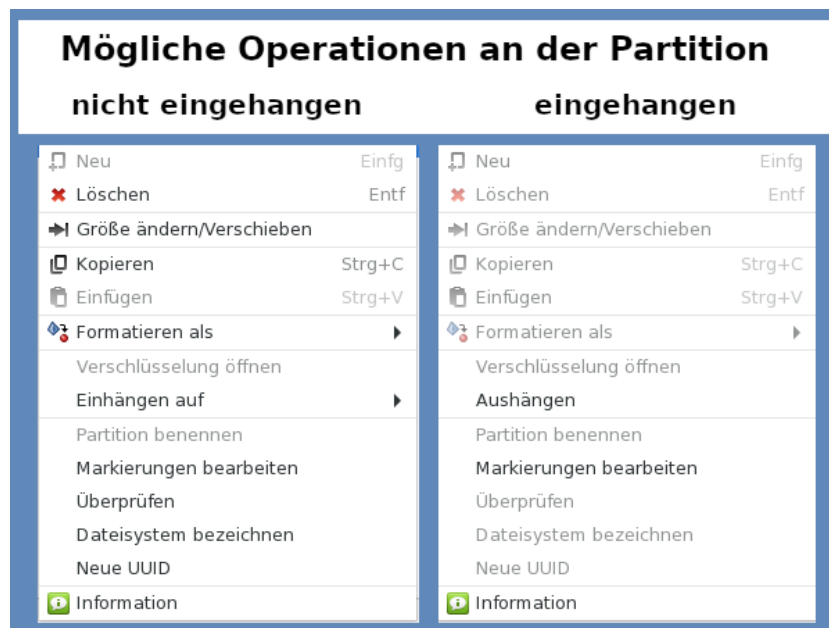 Mögliche Operationen an der Partition
nicht eingehangen
eingehangen
Neu Einfg
Löschen Entf
Größe ändern/Verschieben
Kopieren Strg+C
Einfügen Strg+V
Formatieren als
Verschlüsselung öffnen
Einhängen auf
Partition benennen
Markierungen bearbeiten
Überprüfen
Dateisystem bezeichnen
Neue UUID
Information
Neu Einfg
Löschen Entf
Größe ändern/Verschieben
Kopieren Strg+C
Einfügen Strg+V
Formatieren als
Verschlüsselung öffnen
Aushängen
Partition benennen
Markierungen bearbeiten
Überprüfen
Dateisystem bezeichnen
Neue UUID
Information